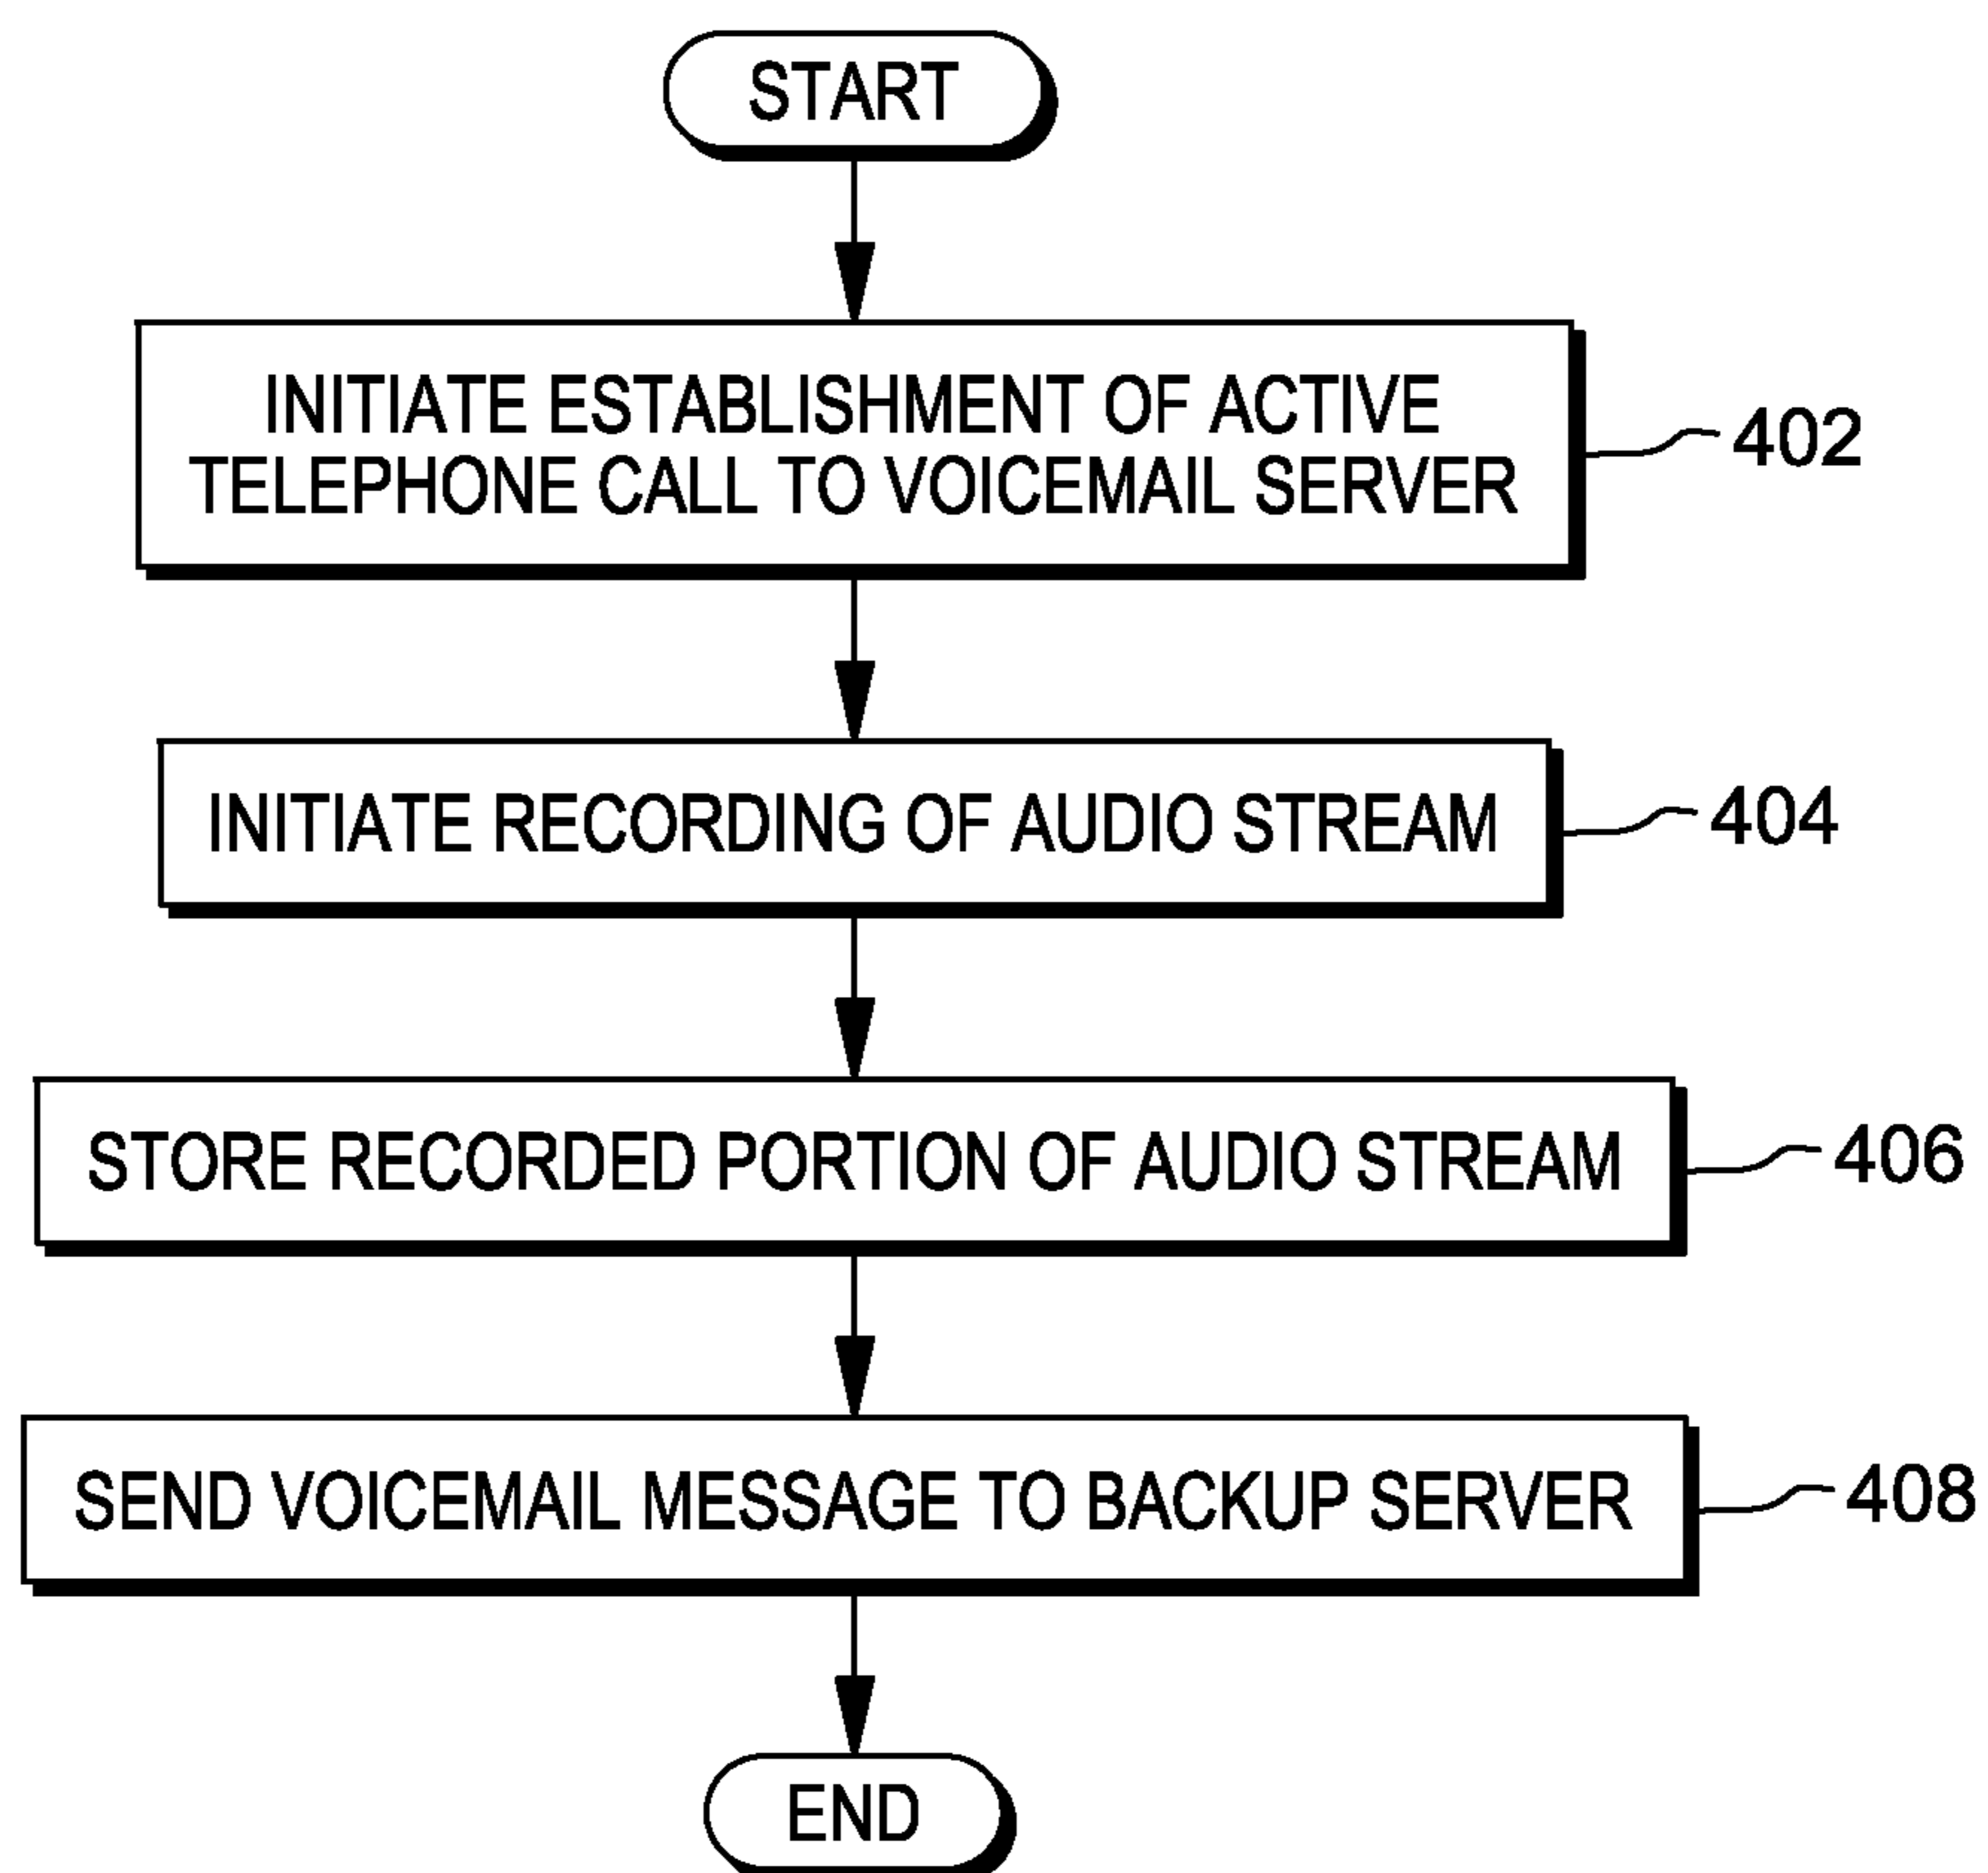 START
INITIATE ESTABLISHMENT OF ACTIVE
TELEPHONE CALL TO VOICEMAIL SERVER
402
INITIATE RECORDING OF AUDIO STREAM
404
STORE RECORDED PORTION OF AUDIO STREAM
406
SEND VOICEMAIL MESSAGE TO BACKUP SERVER
408
END